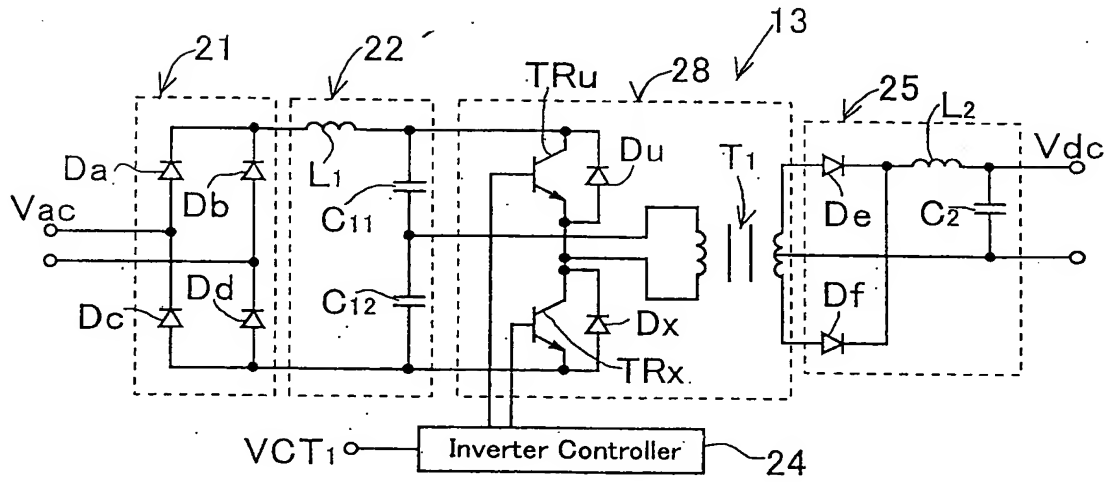 13
21
22
28
TRu
25
L2
Vdc
Da
Db
L1
Du
T1
De
C2
Vac
C11
Dc
Dd
C12
Df
Dx
TRx
VCT1
Inverter Controller
24